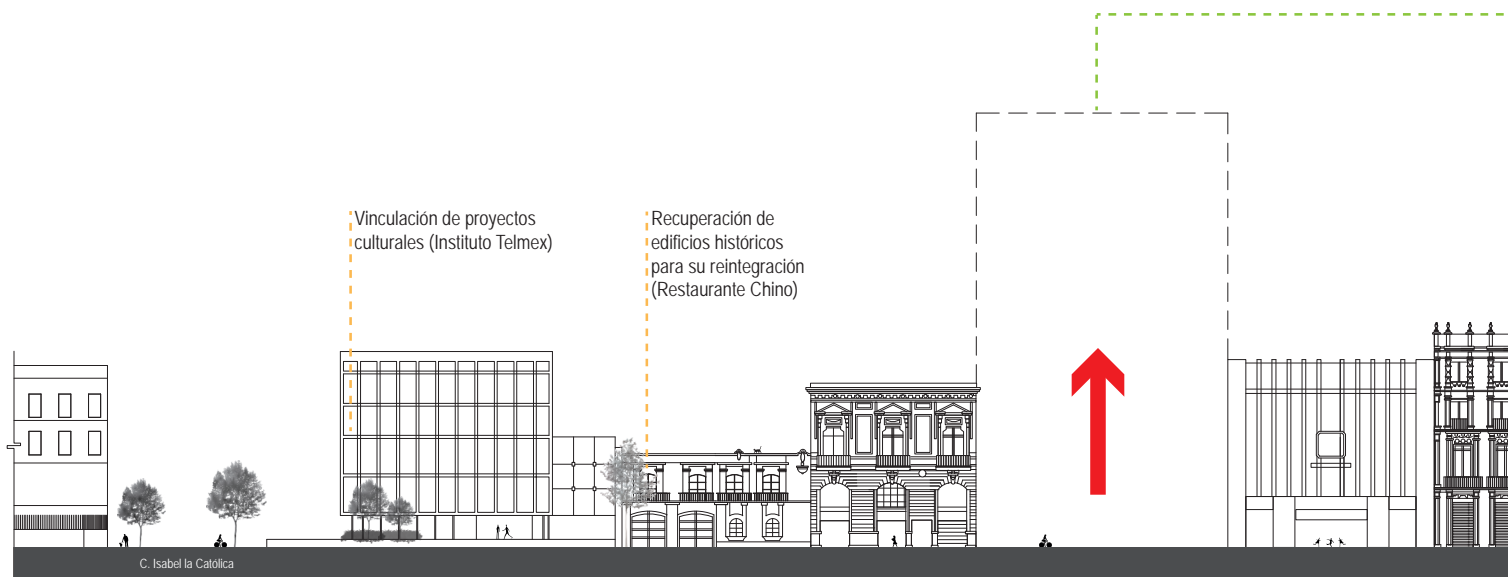 Vinculación de proyectos
culturales (Instituto Telmex)
Recuperación de
edificios históricos
para su reintegración
(Restaurante Chino)
C. Isabel la Católica